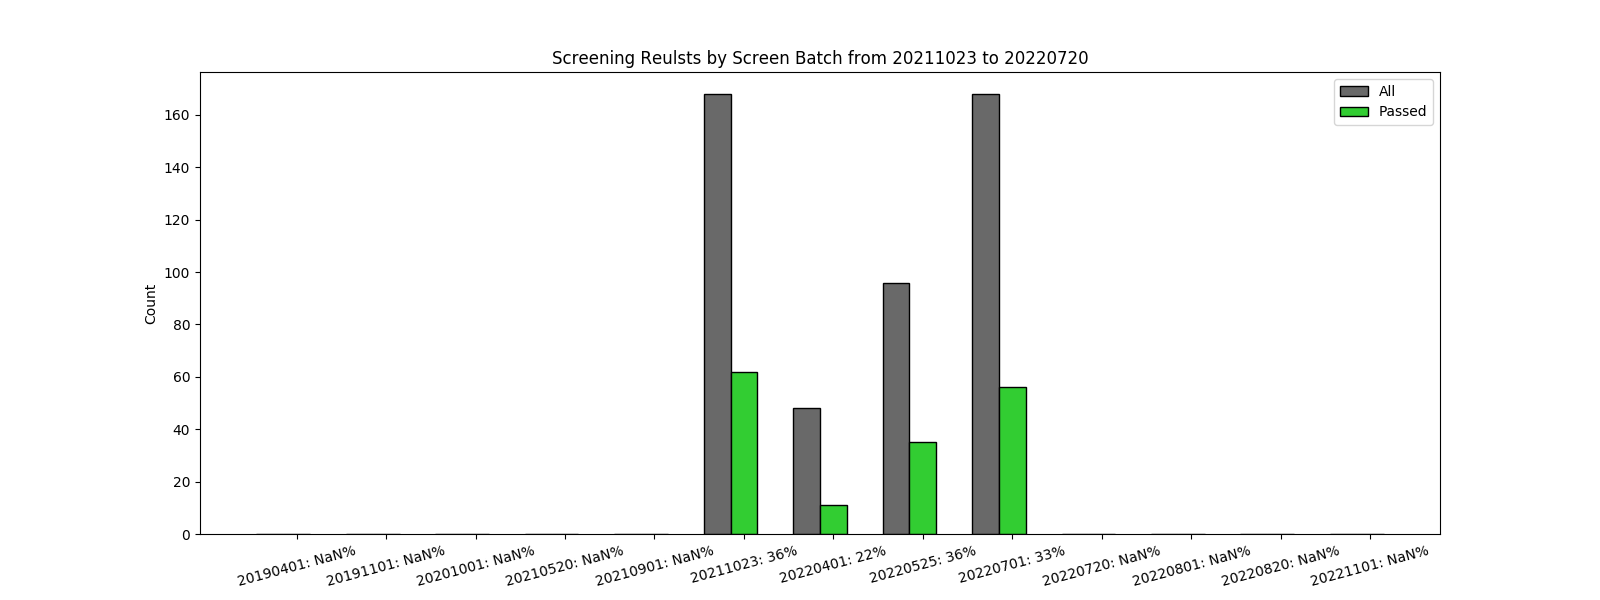 Screening Reulsts by Screen Batch from 20211023 to 20220720
All
Passed
160
140
120
100
80
60
40
20
0
Count
20190401: NaN%
20191101: NaN%
20201001: NaN%
20210520: NaN%
20210901: NaN%
20211023: 36%
20220401: 22%
20220525: 36%
20220701: 33%
20220720: NaN%
20220801: NaN%
20220820: NaN%
20221101: NaN%